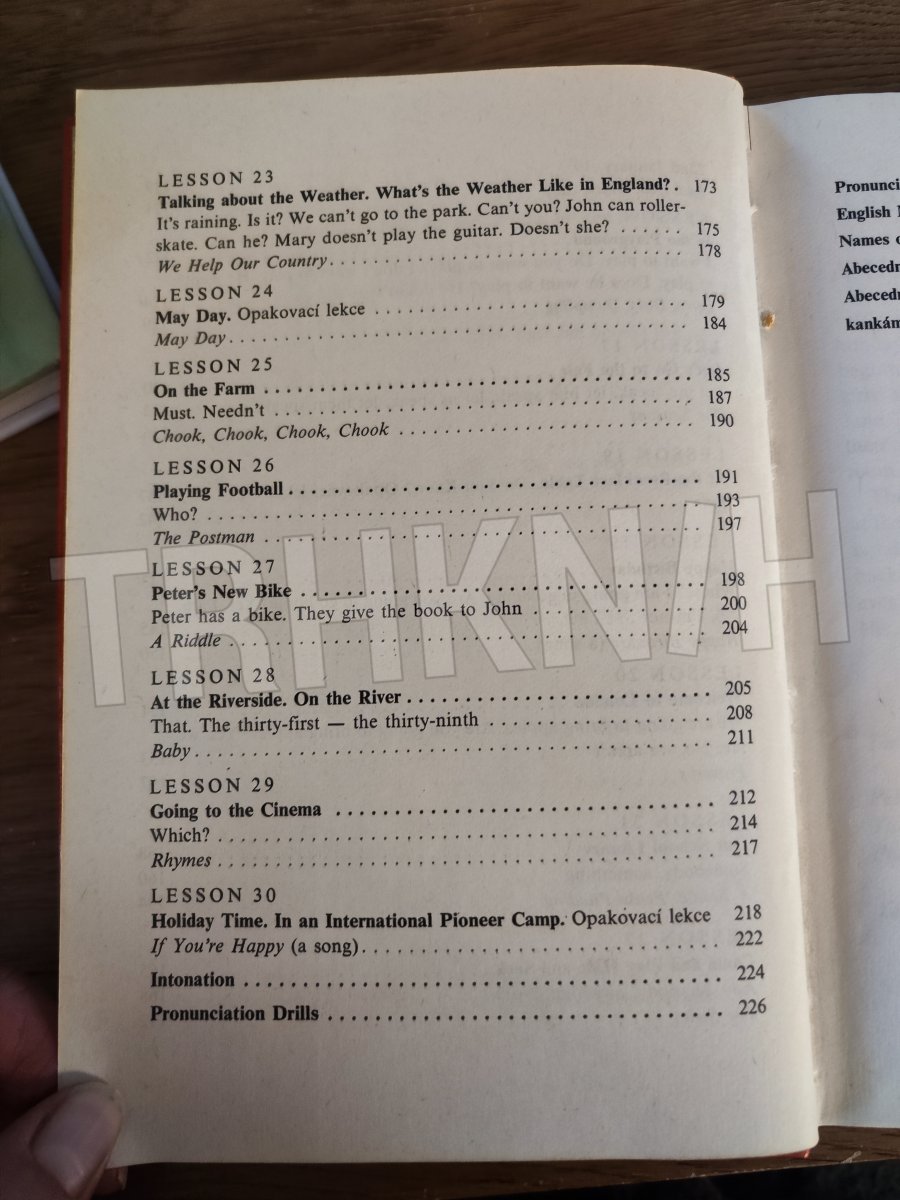 LESSON 23
Talking about the Weather. What's the Weather Like in England? . 173
It's raining. Is it? We can't go to the park. Can't you? John can roller-
skate. Can he? Mary doesn't play the guitar. Doesn't she? . . . . . . 175
We Help Our Country. . . . . . . . . . . . . . . . . . . . . . . . . . . . . . 178
LESSON 24
May Day. Opakovací lekce . . . . . . . . . . . . . . . . . . . . . . . . . . 179
May Day. . . . . . . . . . . . . . . . . . . . . . . . . . . . . . . . . . . . . . 184
LESSON 25
On the Farm . . . . . . . . . . . . . . . . . . . . . . . . . . . . . . . . . . . 185
Must. Needn't . . . . . . . . . . . . . . . . . . . . . . . . . . . . . . . . . . 187
Chook, Chook, Chook, Chook . . . . . . . . . . . . . . . . . . . . . . . . 190
LESSON 26
Playing Football . . . . . . . . . . . . . . . . . . . . . . . . . . . . . . . . . 191
Who? . . . . . . . . . . . . . . . . . . . . . . . . . . . . . . . . . . . . . . . . 193
The Postman . . . . . . . . . . . . . . . . . . . . . . . . . . . . . . . . . . . 197
LESSON 27
Peter's New Bike . . . . . . . . . . . . . . . . . . . . . . . . . . . . . . . . 198
Peter has a bike. They give the book to John . . . . . . . . . . . . . 200
A Riddle . . . . . . . . . . . . . . . . . . . . . . . . . . . . . . . . . . . . . . 204
LESSON 28
At the Riverside. On the River . . . . . . . . . . . . . . . . . . . . . . . 205
That. The thirty-first — the thirty-ninth . . . . . . . . . . . . . . . . . 208
Baby . . . . . . . . . . . . . . . . . . . . . . . . . . . . . . . . . . . . . . . . . 211
LESSON 29
Going to the Cinema . . . . . . . . . . . . . . . . . . . . . . . . . . . . . 212
Which? . . . . . . . . . . . . . . . . . . . . . . . . . . . . . . . . . . . . . . . 214
Rhymes . . . . . . . . . . . . . . . . . . . . . . . . . . . . . . . . . . . . . . . 217
LESSON 30
Holiday Time. In an International Pioneer Camp. Opakovací lekce 218
If You're Happy (a song) . . . . . . . . . . . . . . . . . . . . . . . . . . . 222
Intonation . . . . . . . . . . . . . . . . . . . . . . . . . . . . . . . . . . . . . 224
Pronunciation Drills . . . . . . . . . . . . . . . . . . . . . . . . . . . . . . 226
Pronunci
English
Names
Abecedn
Abecedn
kankám